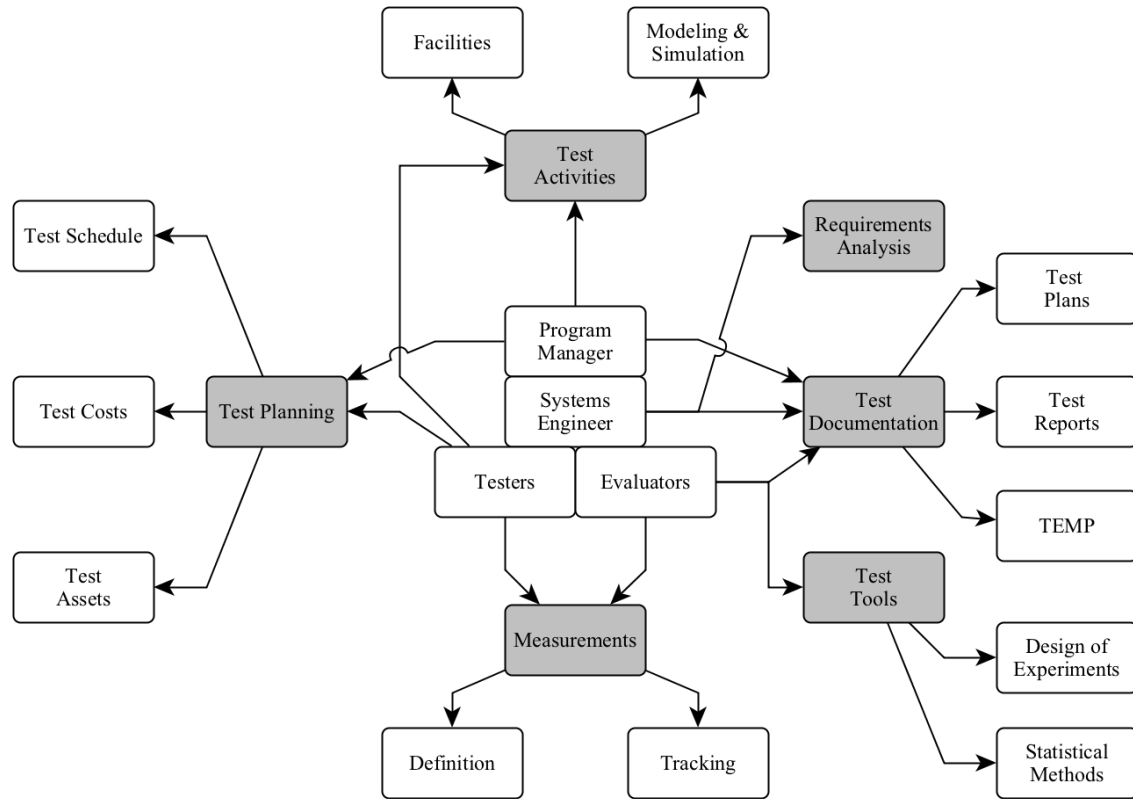 Facilities
Modeling &
Simulation
Test
Activities
Test Schedule
Requirements
Analysis
Test
Plans
Program
Manager
Test Costs
Test Planning
Systems
Engineer
Test
Documentation
Test
Reports
Testers
Evaluators
TEMP
Test
Assets
Test
Tools
Measurements
Design of
Experiments
Definition
Tracking
Statistical
Methods